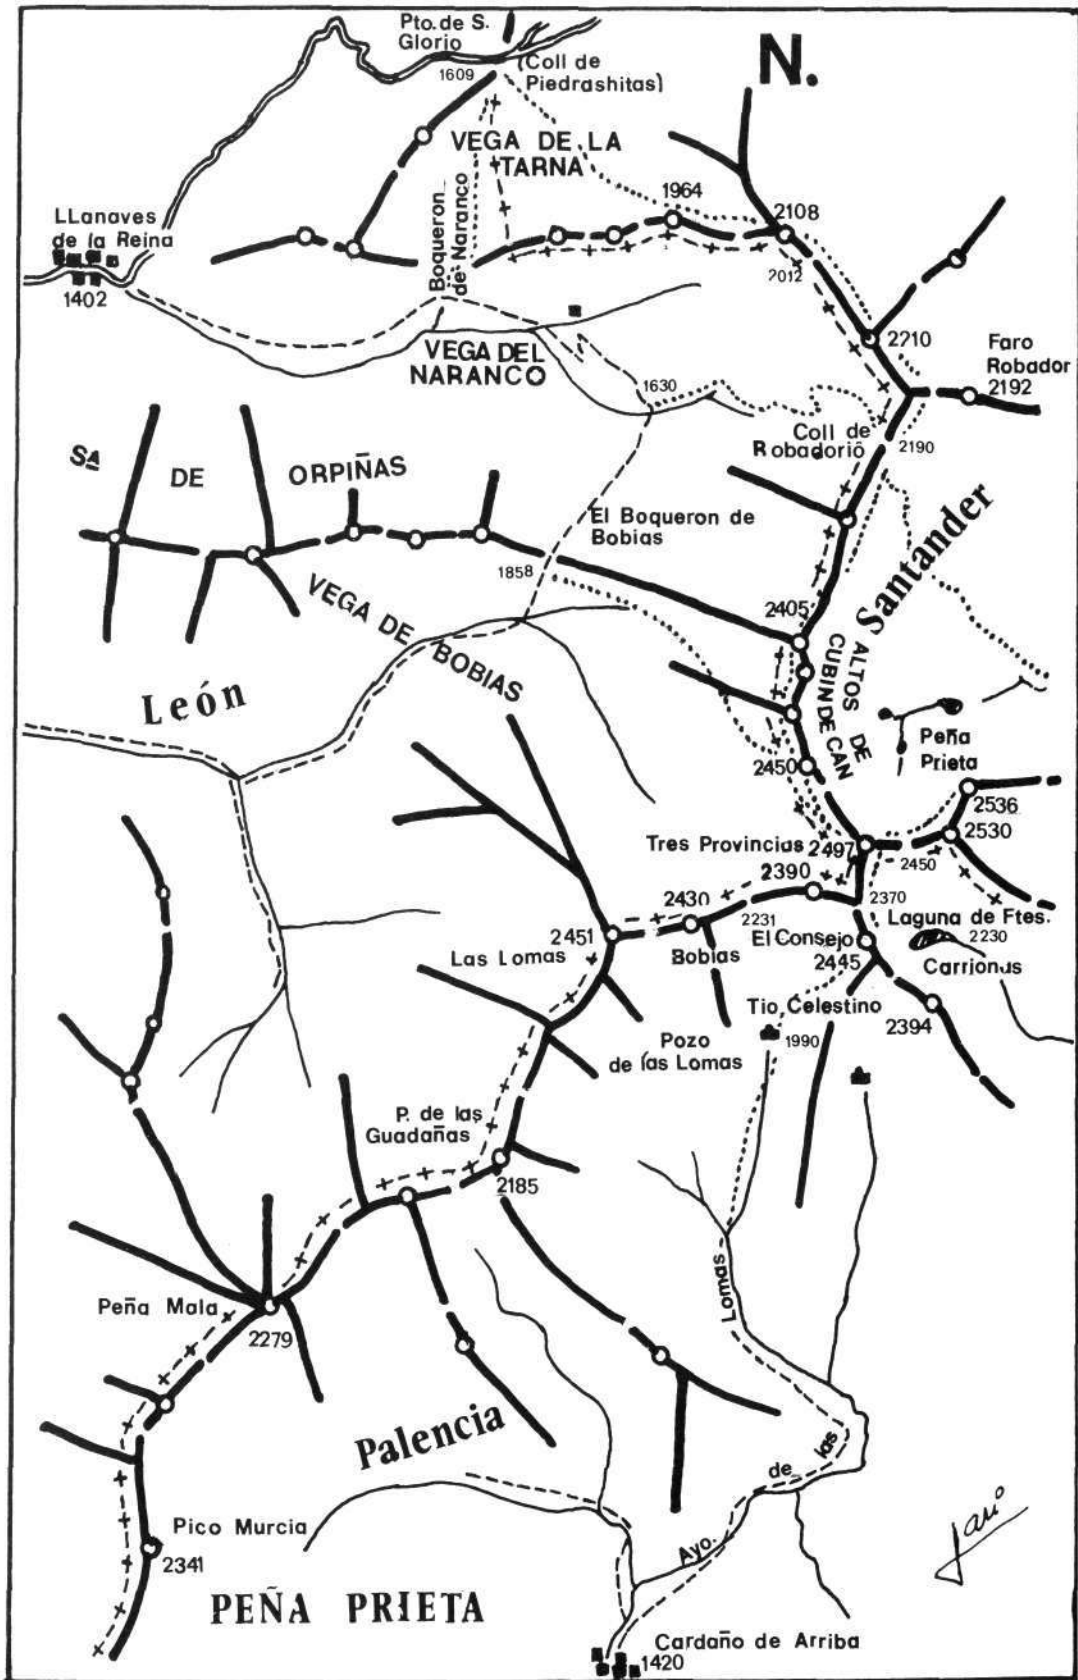 Pto. de S.
Glorio
1609
(Coll de
Piedrashitas)
N.
VEGA DE LA
TARNA
LLanaves
de la Reina
1402
Boqueron
de Naranco
1964
2108
2012
2210
Faro
Robador
2192
VEGA DEL
NARANCO
1630
Coll de
Robadorio
2190
Sª DE ORPIÑAS
El Boqueron de
Bobias
1858
Santander
2405
ALTOS DE
CUBIN DE CAN
VEGA DE BOBIAS
León
Peña
Prieta
2450
2536
2530
Tres Provincias
2497
2450
2390
2430
2370
2231
Laguna de Ftes.
2230
Carrionas
2451
Las Lomas
Bobias
El Consejo
2445
Tio Celestino
2394
1990
Pozo
de las Lomas
P. de las
Guadañas
2185
Peña Mala
2279
Palencia
Pico Murcia
2341
Ayo. de las Lomas
PEÑA PRIETA
Cardaño de Arriba
1420
Jari